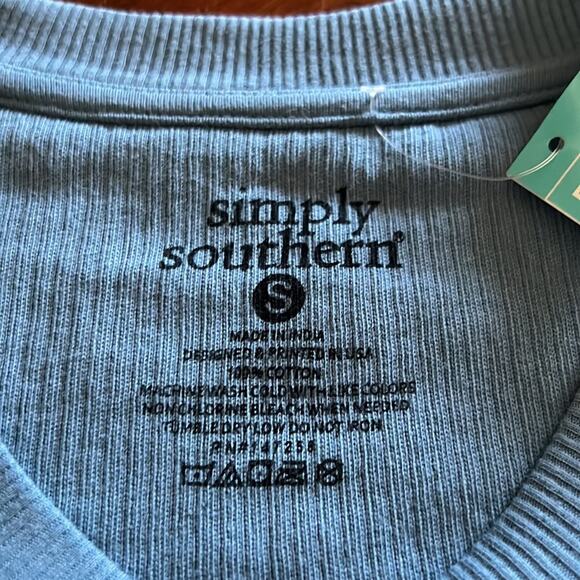 simply
southern®
S
MADE IN INDIA
DESIGNED & PRINTED IN USA
100% COTTON
MACHINE WASH COLD WITH LIKE COLORS
NON CHLORINE BLEACH WHEN NEEDED
TUMBLE DRY LOW DO NOT IRON